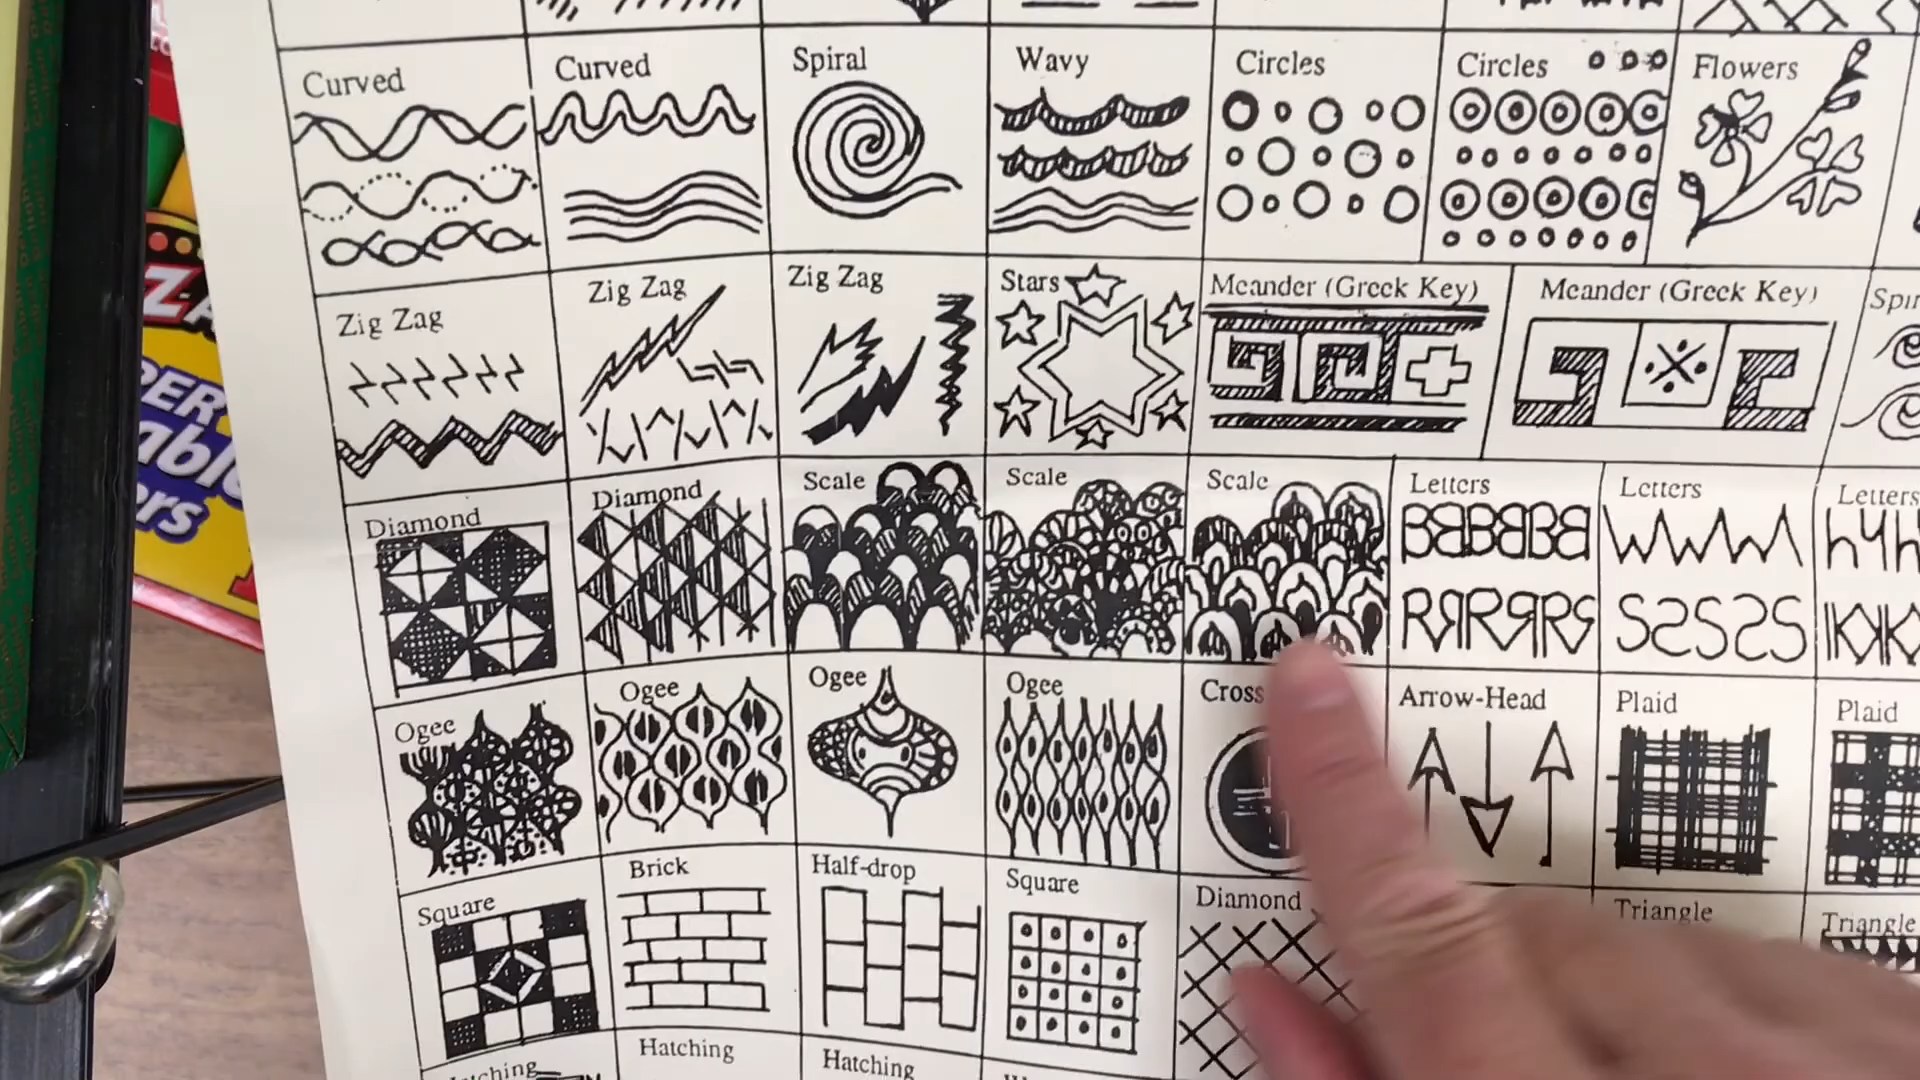 Curved
Curved
Spiral
Wavy
Circles
Circles
Flowers
Zig Zag
Zig Zag
Zig Zag
Stars
Meander (Greek Key)
Meander (Greek Key)
Diamond
Diamond
Scale
Scale
Scale
Letters
BBBBBB
RRRRRR
Letters
SSSSS
Letters
Ogee
Ogee
Ogee
Ogee
Cross
Arrow-Head
Plaid
Plaid
Square
Brick
Half-drop
Square
Diamond
Triangle
Triangle
Hatching
Hatching